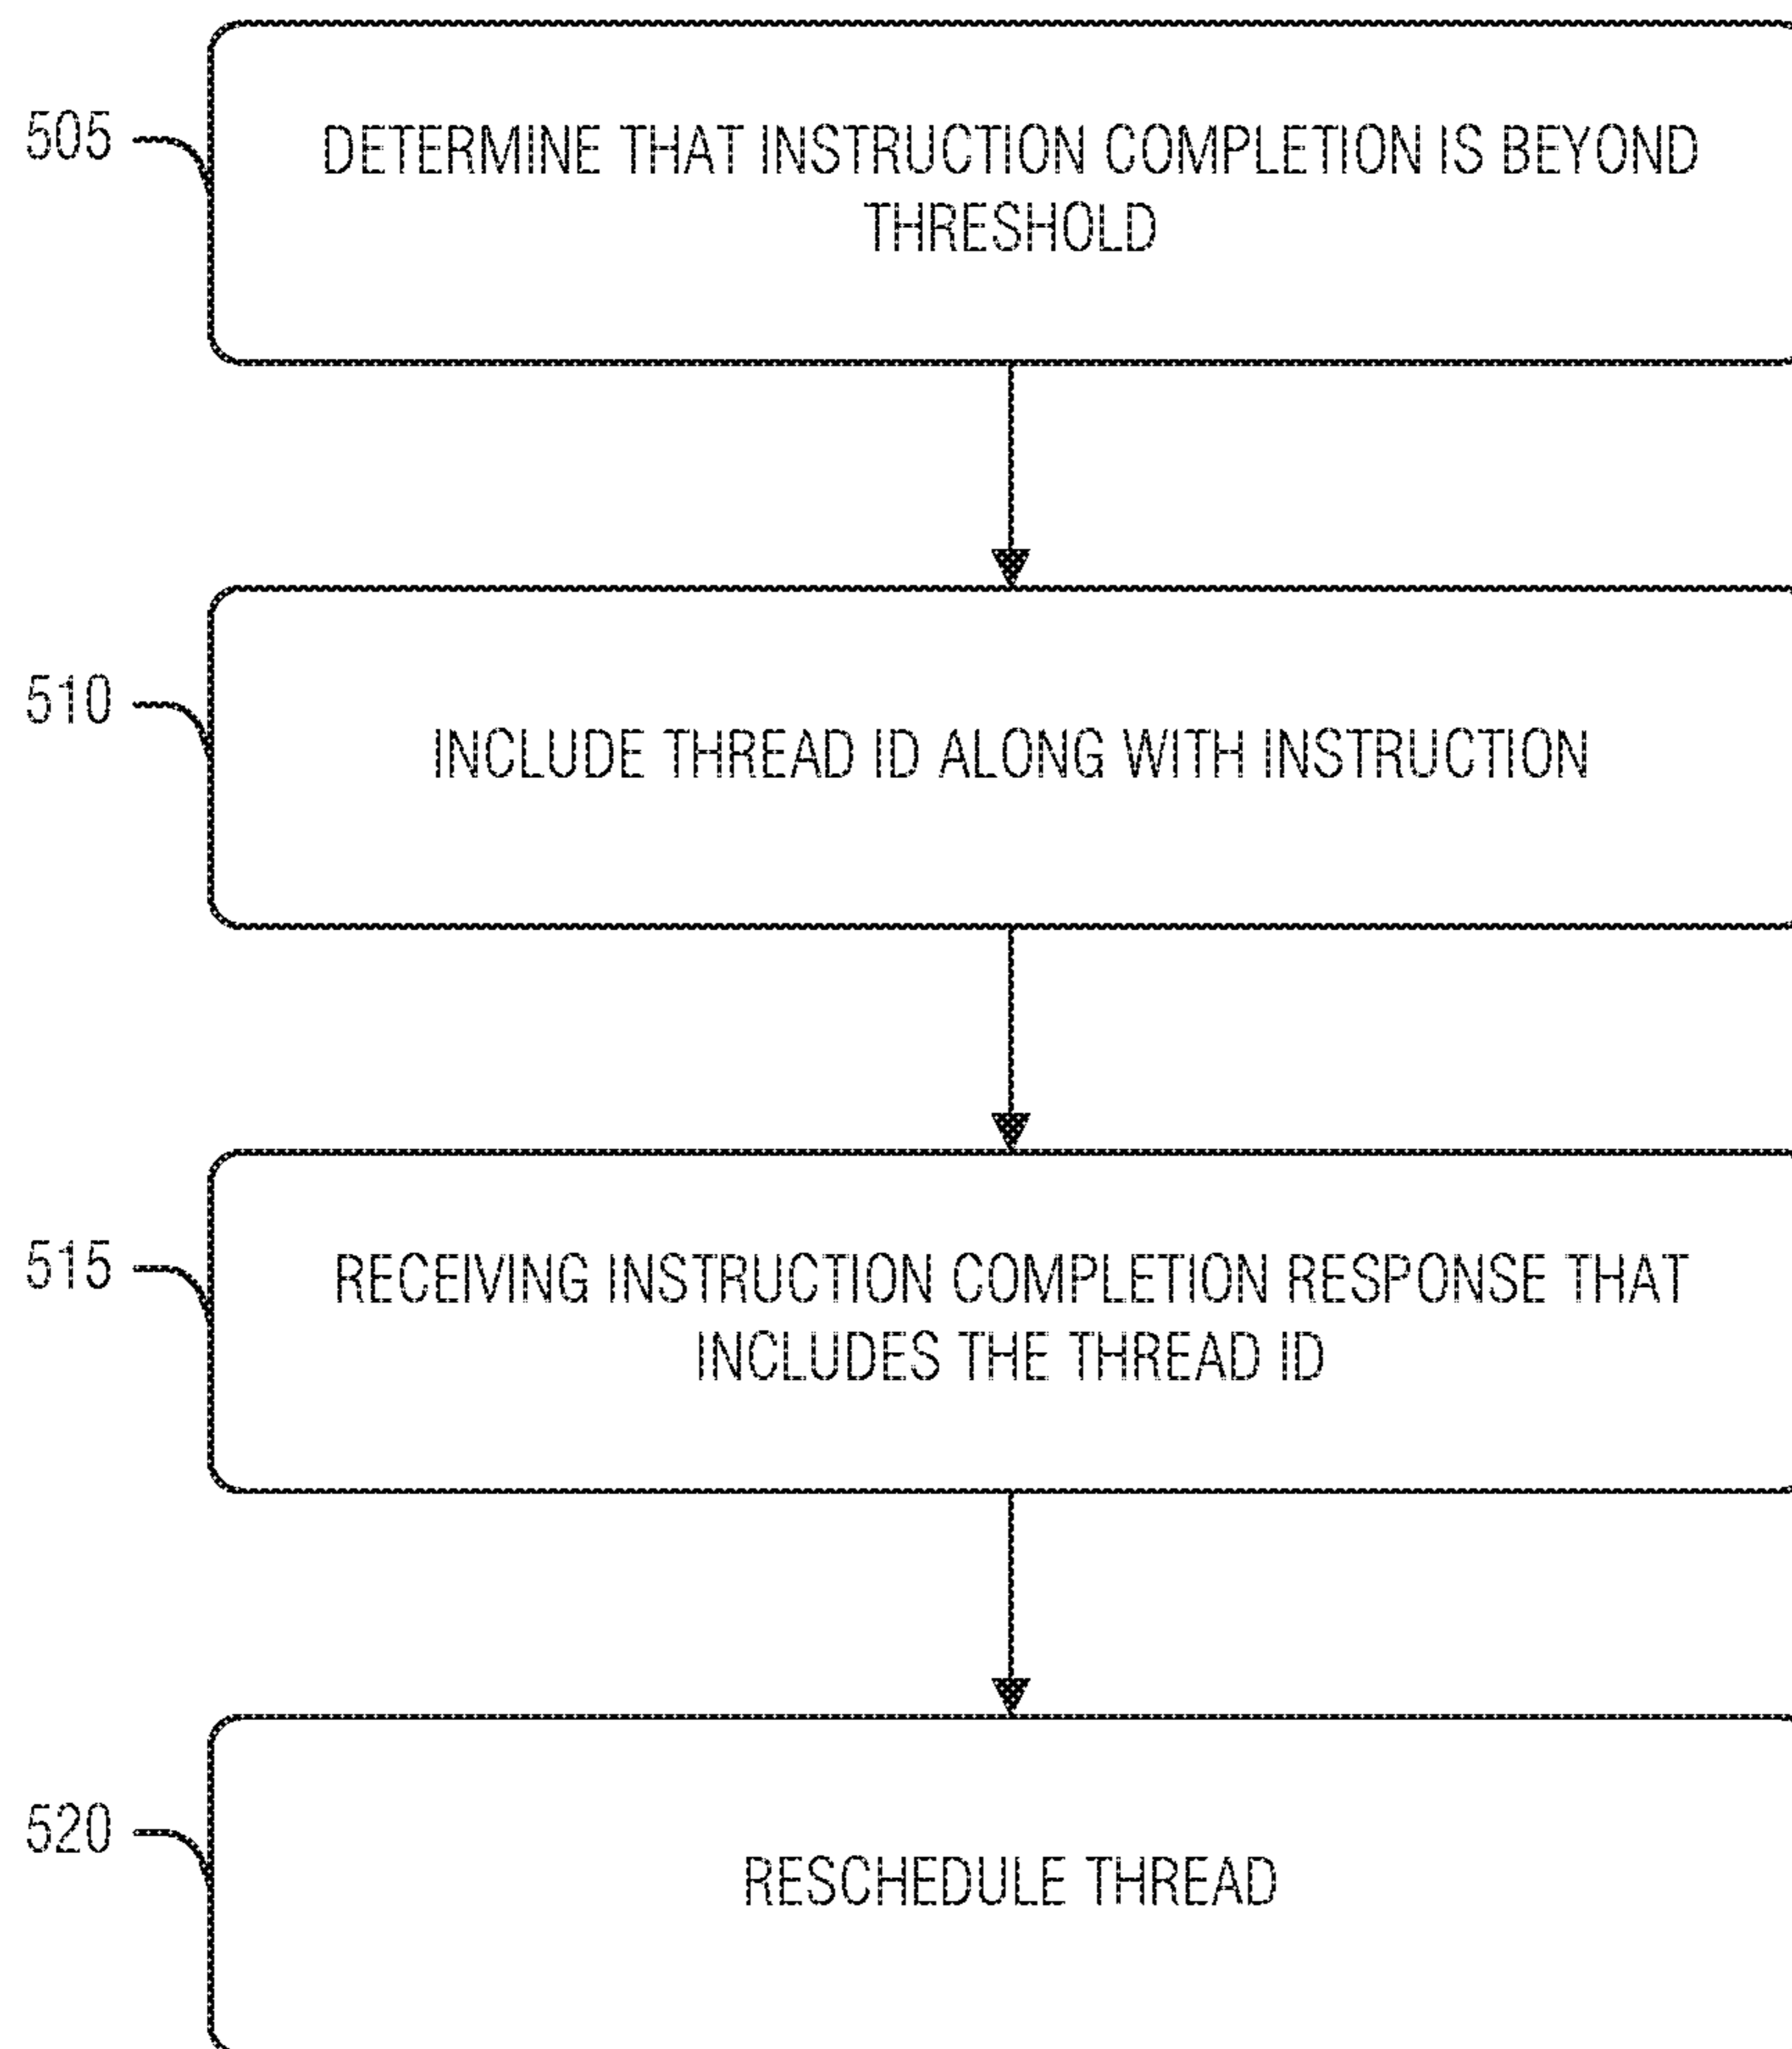 505
DETERMINE THAT INSTRUCTION COMPLETION IS BEYOND
THRESHOLD
510
INCLUDE THREAD ID ALONG WITH INSTRUCTION
515
RECEIVING INSTRUCTION COMPLETION RESPONSE THAT
INCLUDES THE THREAD ID
520
RESCHEDULE THREAD